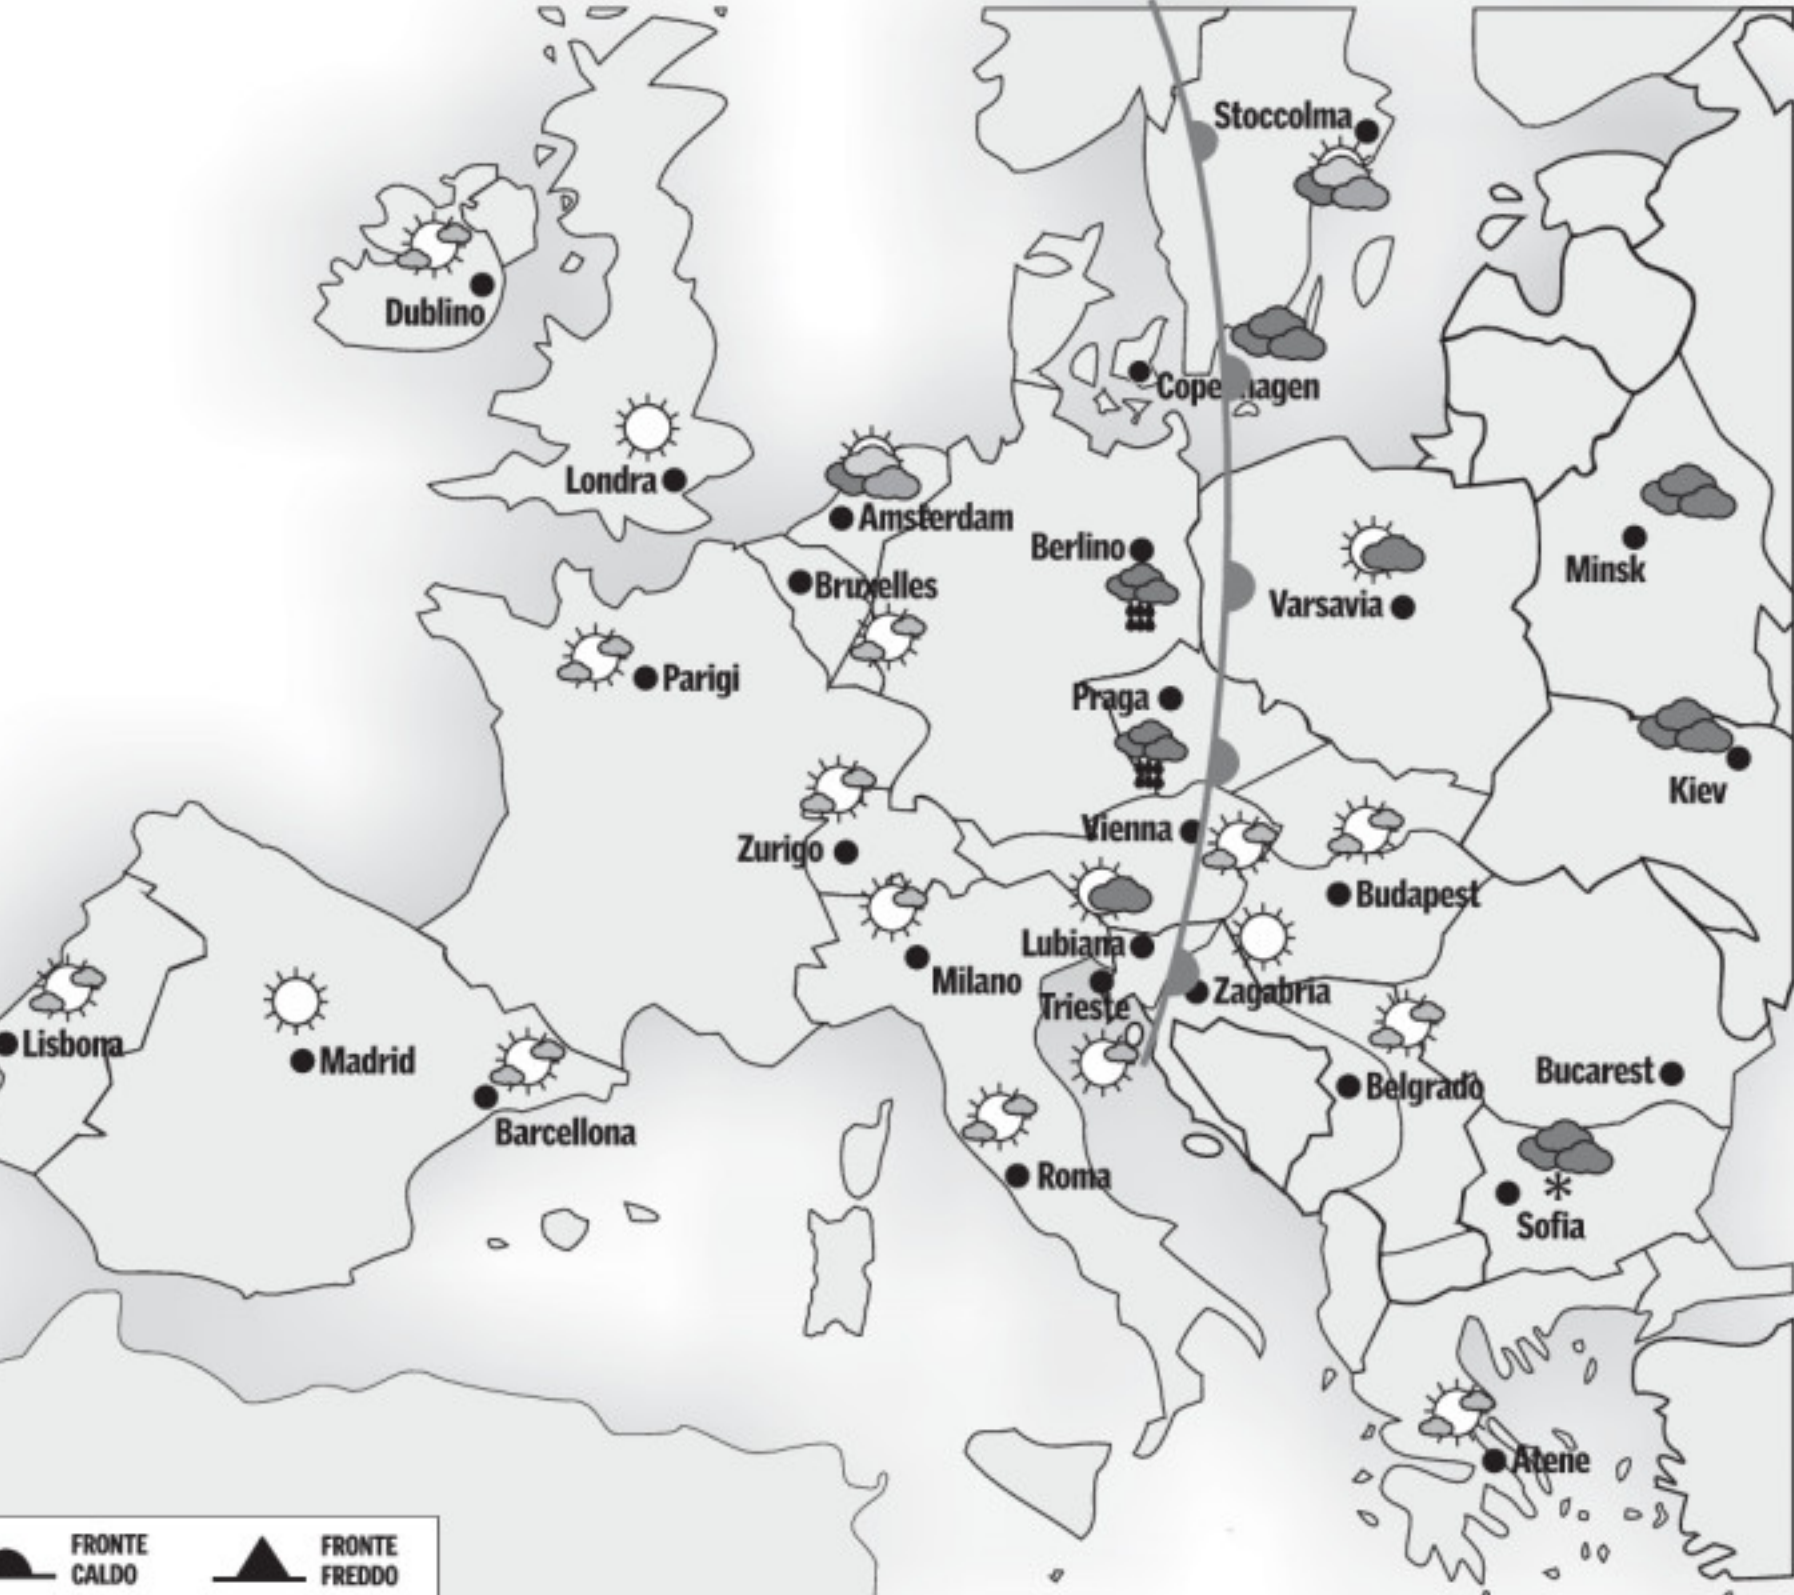 Stoccolma
Dublino
Copenhagen
Londra
Amsterdam
Berlino
Bruxelles
Minsk
Varsavia
Parigi
Praga
Kiev
Vienna
Zurigo
Budapest
Lubiana
Milano
Trieste
Zagabria
Lisbona
Madrid
Bucarest
Belgrado
Barcellona
Roma
Sofia
Atene
FRONTE
CALDO
FRONTE
FREDDO